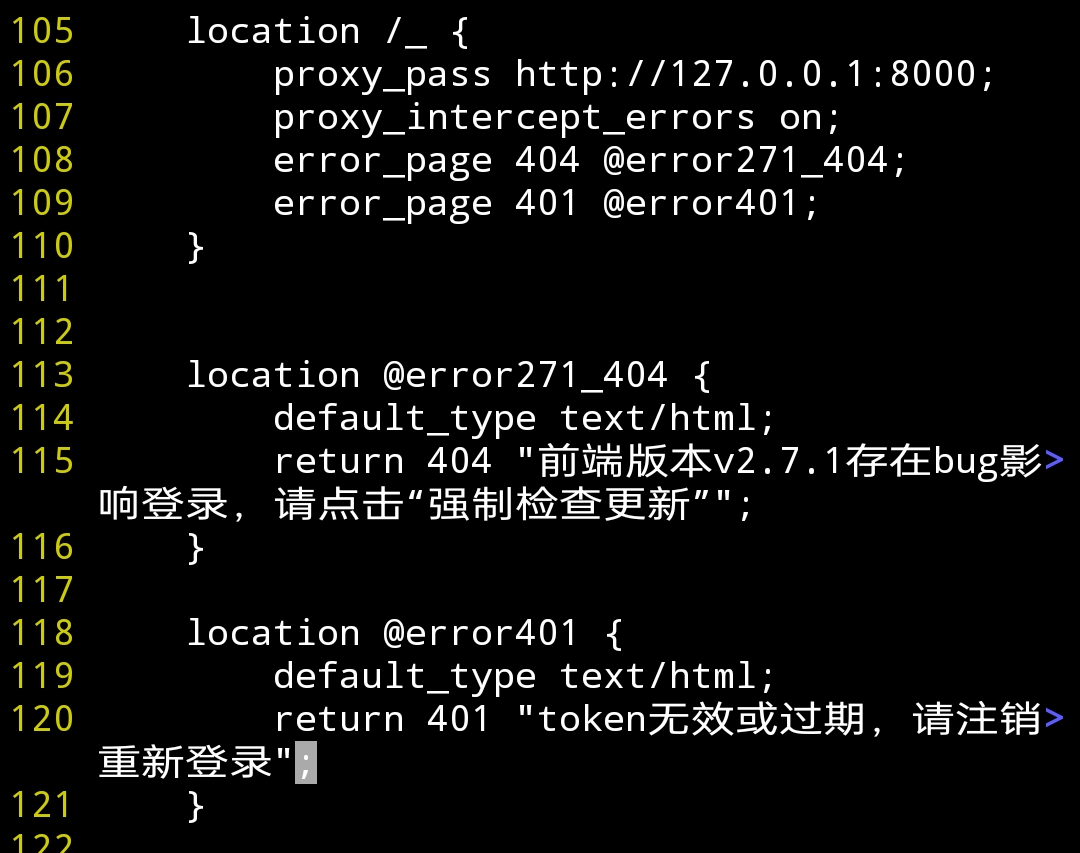 105     location /_ {
106         proxy_pass http://127.0.0.1:8000;
107         proxy_intercept_errors on;
108         error_page 404 @error271_404;
109         error_page 401 @error401;
110     }
111
112
113     location @error271_404 {
114         default_type text/html;
115         return 404 "前端版本v2.7.1存在bug影>
响登录，请点击“强制检查更新”";
116     }
117
118     location @error401 {
119         default_type text/html;
120         return 401 "token无效或过期，请注销>
重新登录";
121     }
122